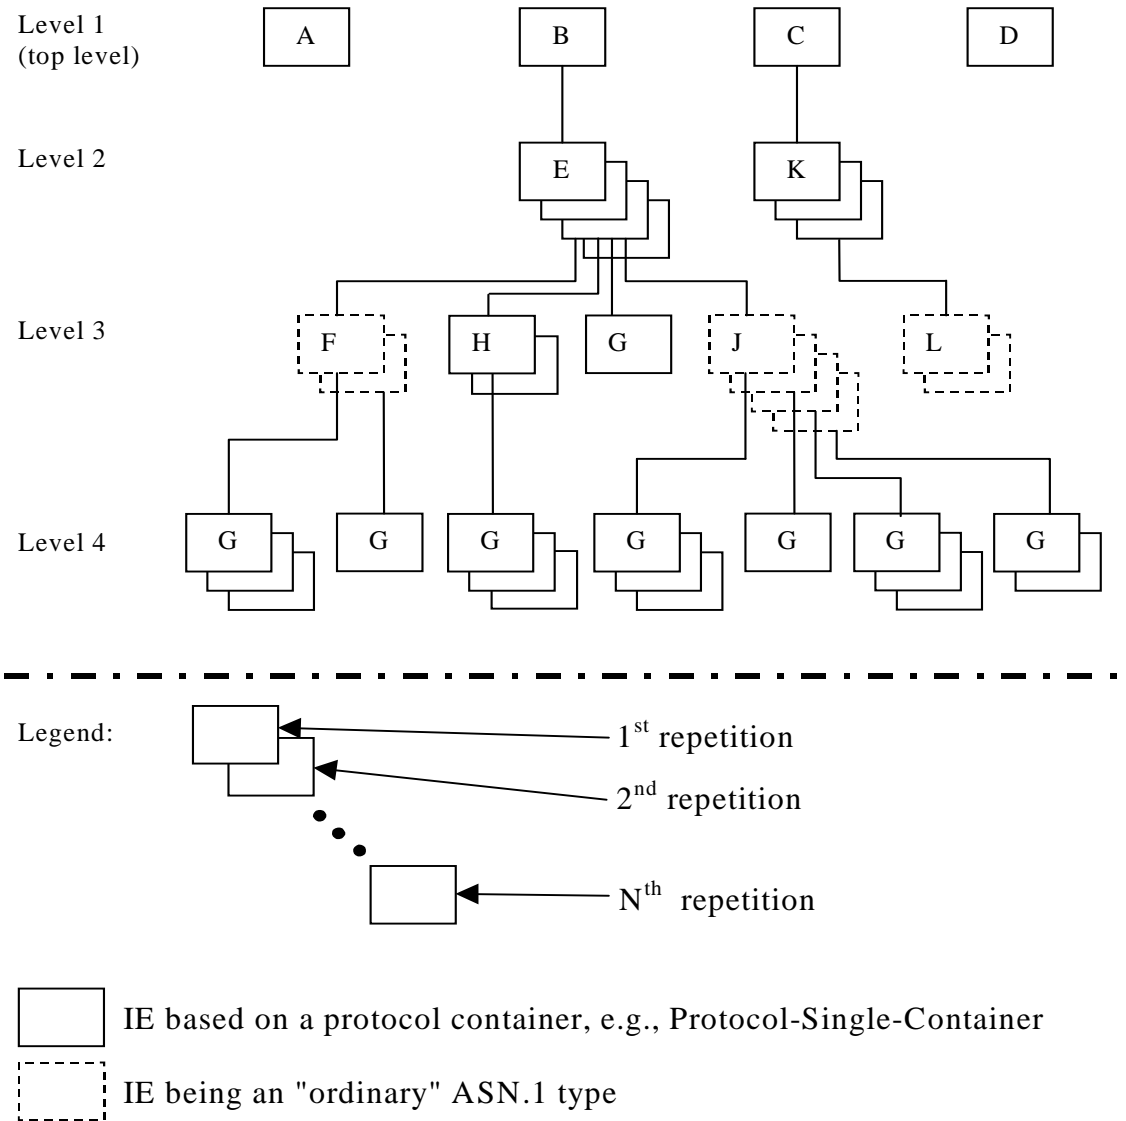 Level 1
(top level)
A
B
C
D
Level 2
E
K
Level 3
F
H
G
J
L
Level 4
G
G
G
G
G
G
G
Legend:
1st repetition
2nd repetition
Nth repetition
IE based on a protocol container, e.g., Protocol-Single-Container
IE being an "ordinary" ASN.1 type